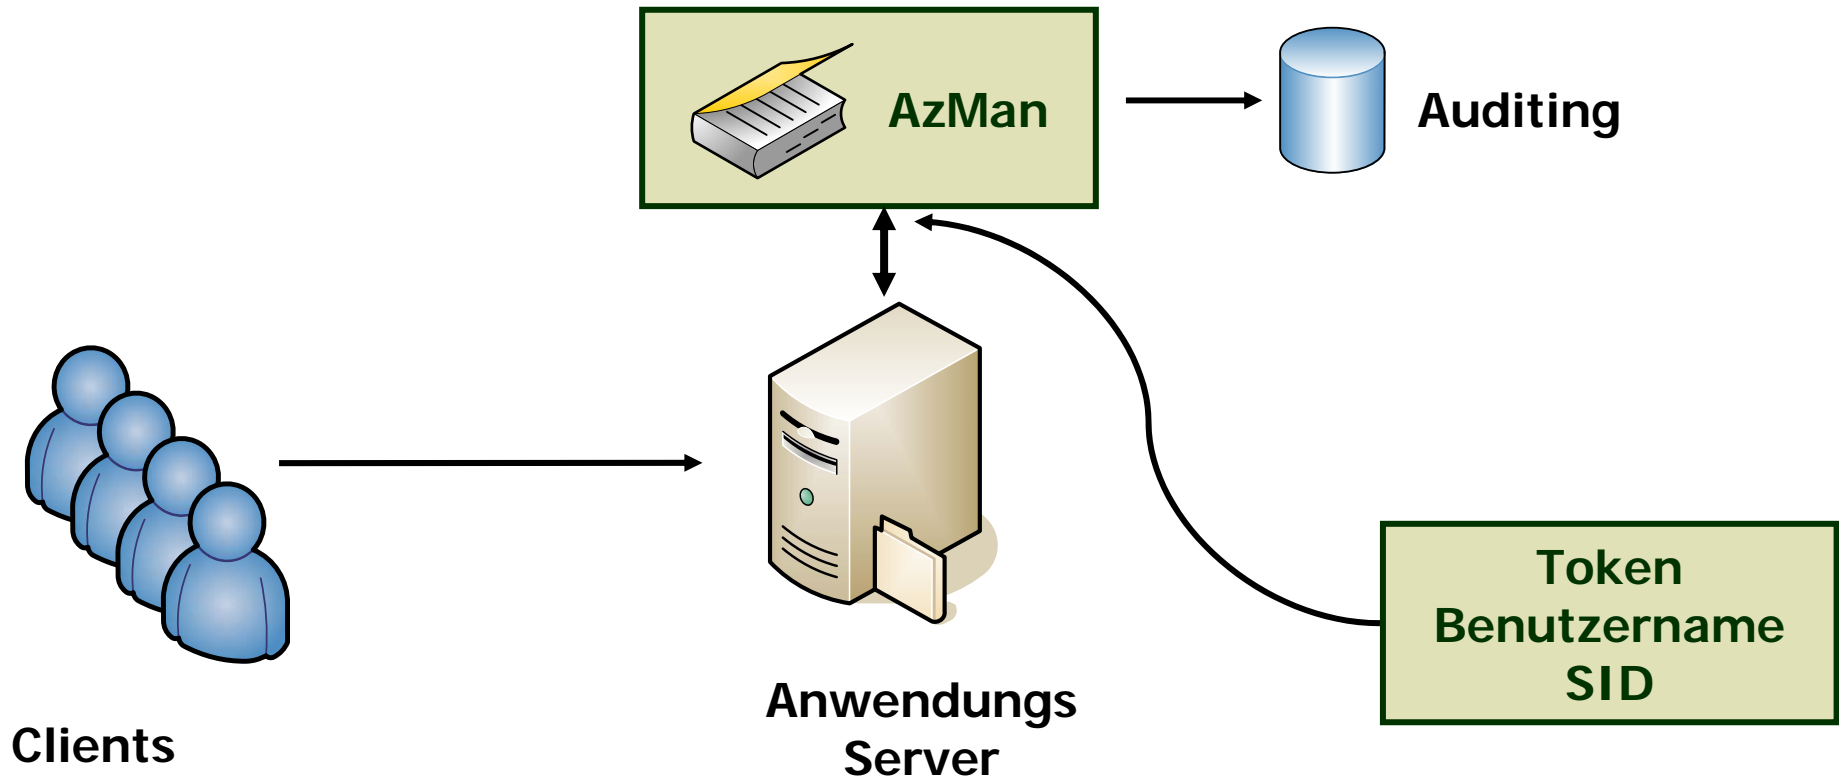 AzMan
Auditing
Token
Benutzername
SID
Anwendungs
Server
Clients